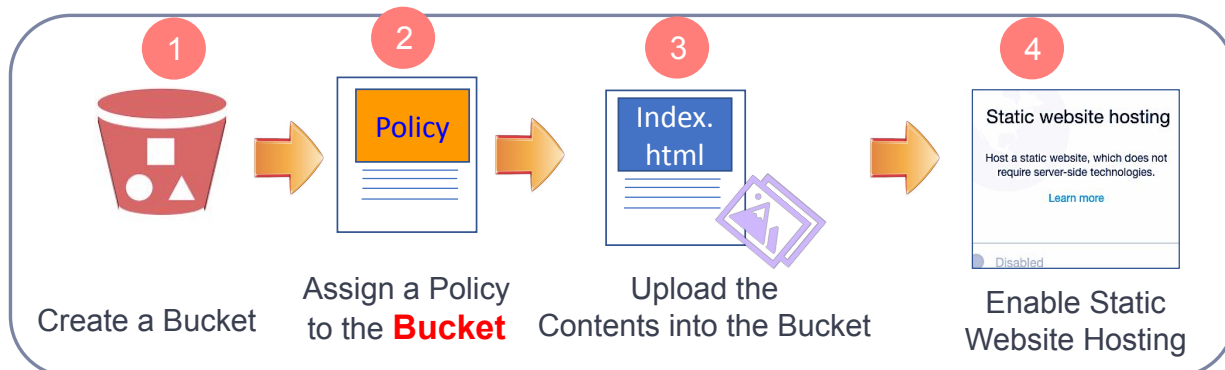 1
2
3
4
Policy
Index.
html
Static website hosting
Host a static website, which does not
require server-side technologies.
Learn more
Disabled
Create a Bucket
Assign a Policy
to the Bucket
Upload the
Contents into the Bucket
Enable Static
Website Hosting